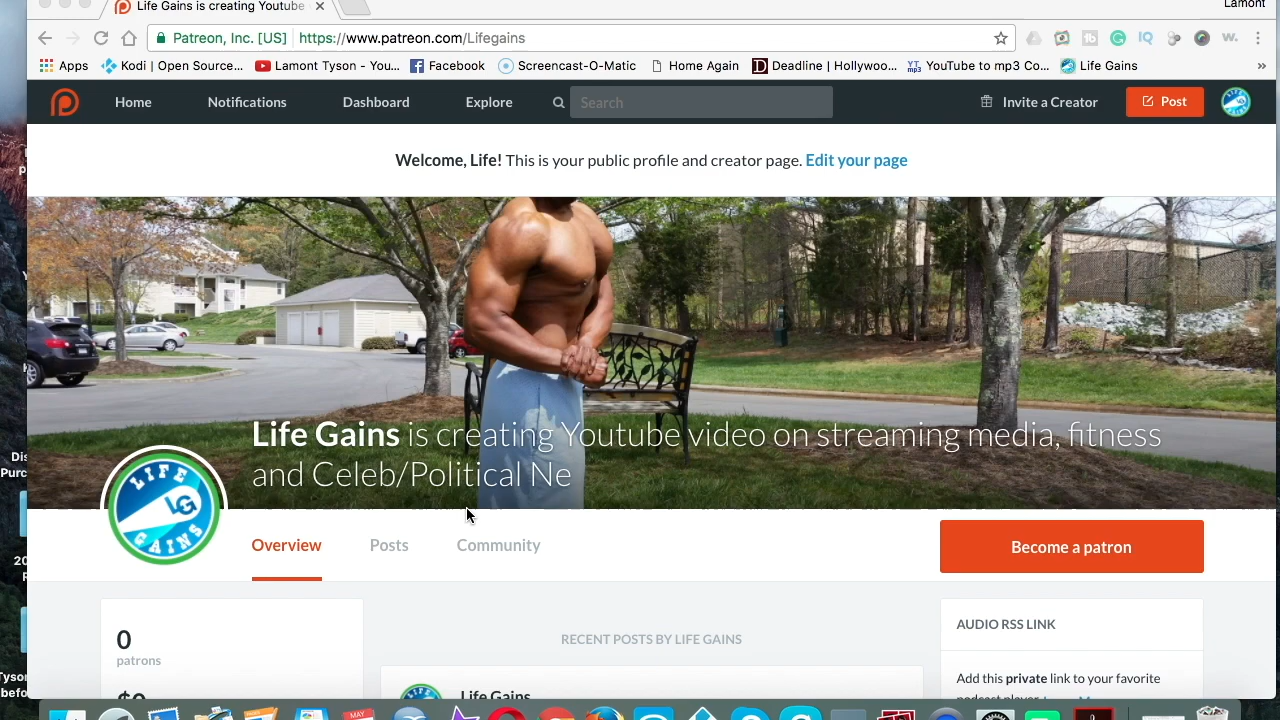 Life Gains is creating Youtube
Lamont
Patreon, Inc. [US] https://www.patreon.com/Lifegains
IQ
W.
Apps Kodi | Open Source... Lamont Tyson - You... Facebook Screencast-O-Matic Home Again Deadline | Hollywoo... YouTube to mp3 Co... Life Gains »
Home Notifications Dashboard Explore Search Invite a Creator Post
Welcome, Life! This is your public profile and creator page. Edit your page
Life Gains is creating Youtube video on streaming media, fitness
and Celeb/Political Ne
LIFE
LG
GAINS
Overview Posts Community Become a patron
0
patrons
RECENT POSTS BY LIFE GAINS
AUDIO RSS LINK
Add this private link to your favorite
Life Gains
$0
MAY